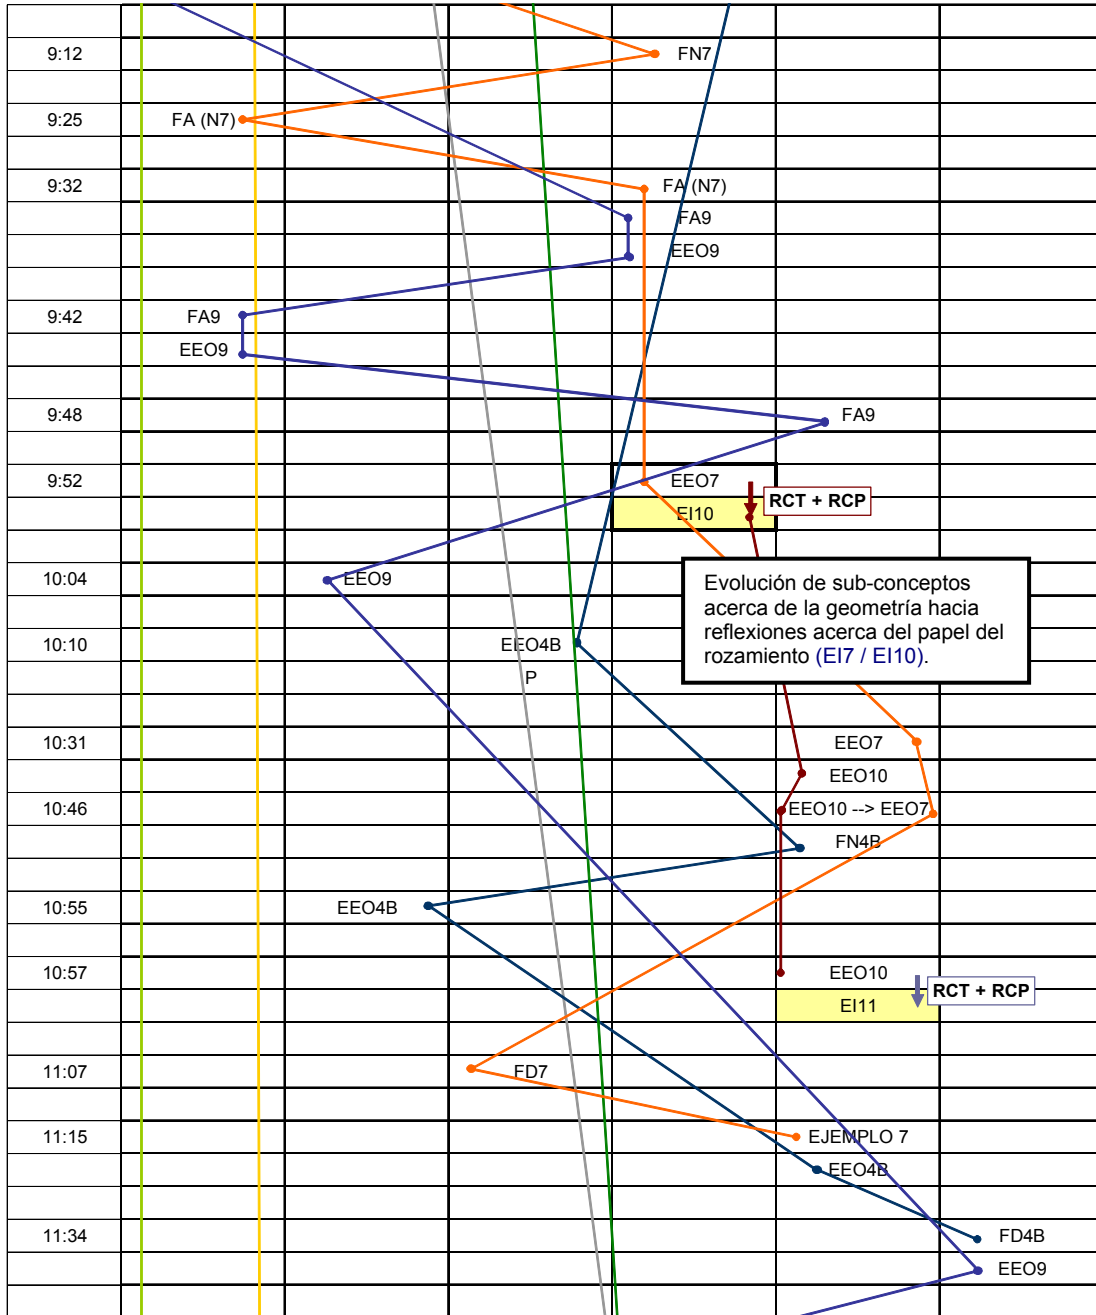 9:12
FN7
9:25
FA (N7)
9:32
FA (N7)
FA9
EEO9
9:42
FA9
EEO9
9:48
FA9
9:52
EEO7
RCT + RCP
EI10
Evolución de sub-conceptos
acerca de la geometría hacia
reflexiones acerca del papel del
rozamiento (EI7 / EI10).
10:04
EEO9
10:10
EEO4B
P
10:31
EEO7
EEO10
10:46
EEO10 --> EEO7
FN4B
10:55
EEO4B
10:57
EEO10
RCT + RCP
EI11
11:07
FD7
11:15
EJEMPLO 7
EEO4B
11:34
FD4B
EEO9